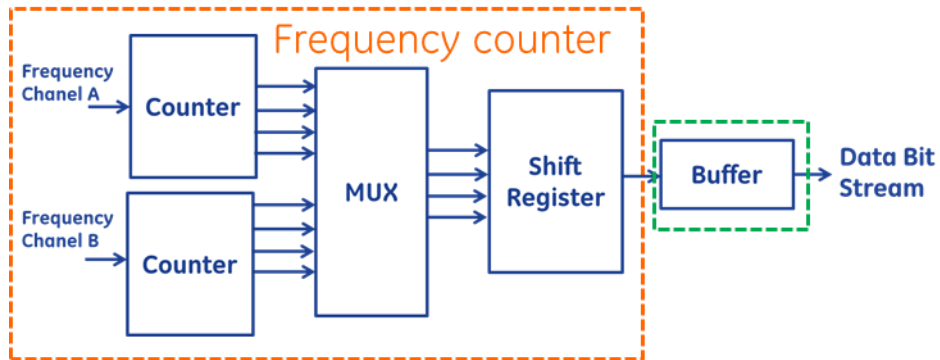 Frequency counter
Frequency
Chanel A
Counter
Frequency
Chanel B
Counter
MUX
Shift
Register
Buffer
Data Bit
Stream